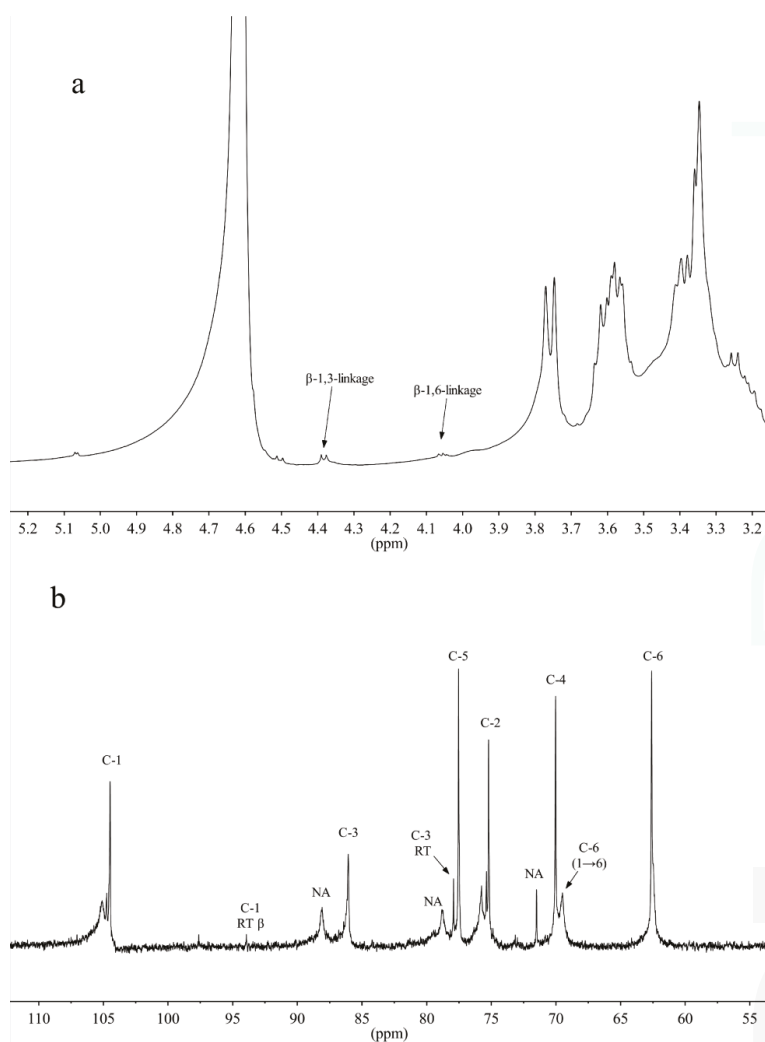 a
β-1,3-linkage
β-1,6-linkage
5.2 5.1 5.0 4.9 4.8 4.7 4.6 4.5 4.4 4.3 4.2 4.1 4.0 3.9 3.8 3.7 3.6 3.5 3.4 3.3 3.2
(ppm)
b
C-5
C-6
C-4
C-2
C-1
C-3
C-3
RT
C-6
(1→6)
NA
NA
NA
C-1
RT β
110 105 100 95 90 85 80 75 70 65 60 55
(ppm)